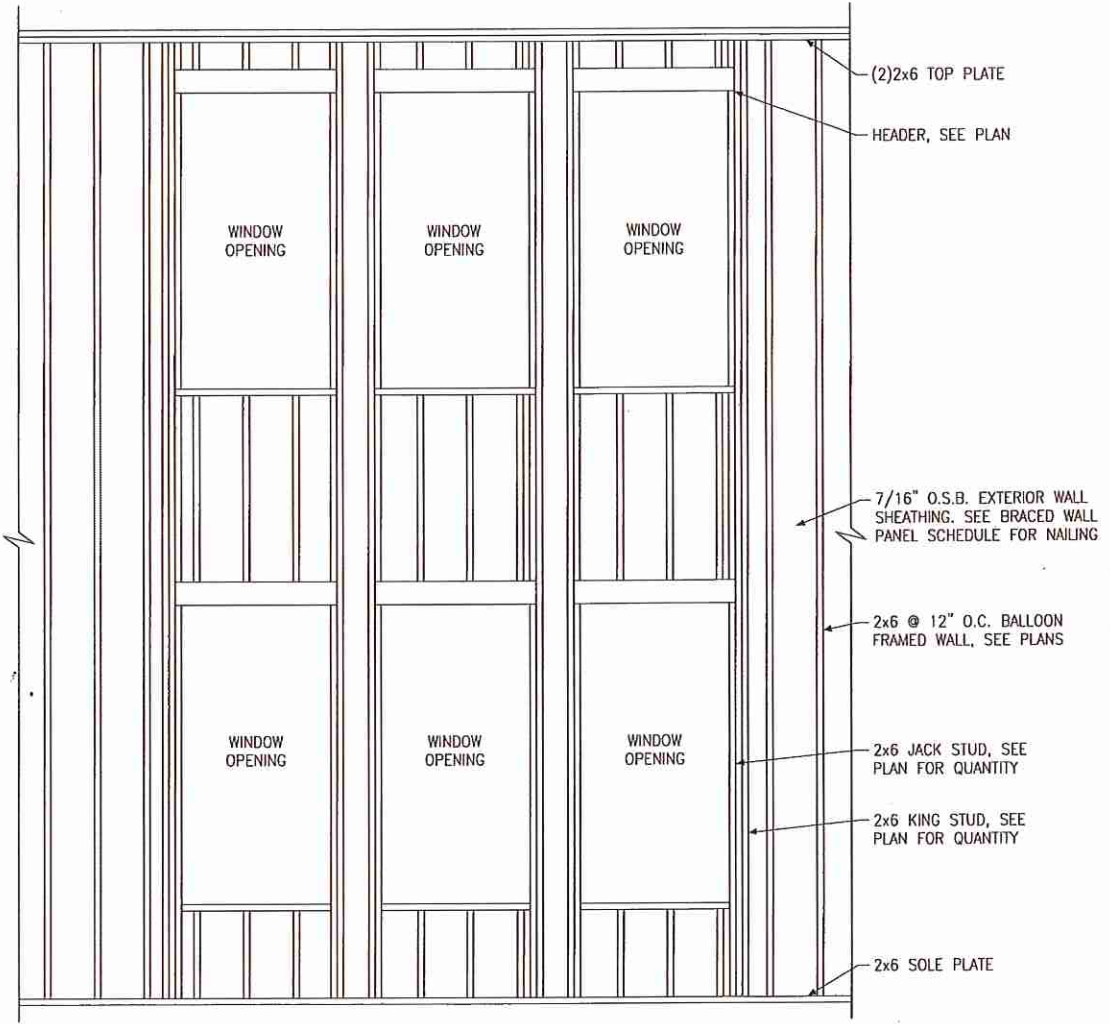 (2)2x6 TOP PLATE
HEADER, SEE PLAN
WINDOW
OPENING
WINDOW
OPENING
WINDOW
OPENING
7/16" O.S.B. EXTERIOR WALL
SHEATHING. SEE BRACED WALL
PANEL SCHEDULE FOR NAILING
2x6 @ 12" O.C. BALLOON
FRAMED WALL, SEE PLANS
WINDOW
OPENING
WINDOW
OPENING
WINDOW
OPENING
2x6 JACK STUD, SEE
PLAN FOR QUANTITY
2x6 KING STUD, SEE
PLAN FOR QUANTITY
2x6 SOLE PLATE